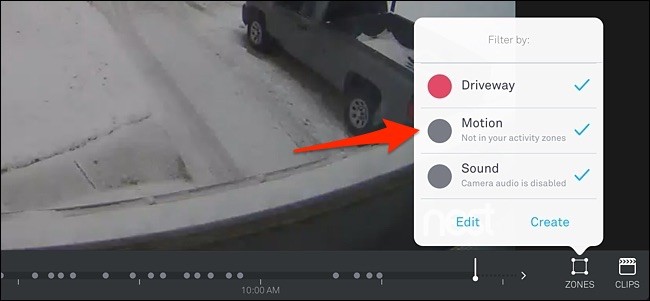 Filter by:
Driveway
Motion
Not in your activity zones
Sound
Camera audio is disabled
nest
Edit
Create
10:00 AM
ZONES
CLIPS